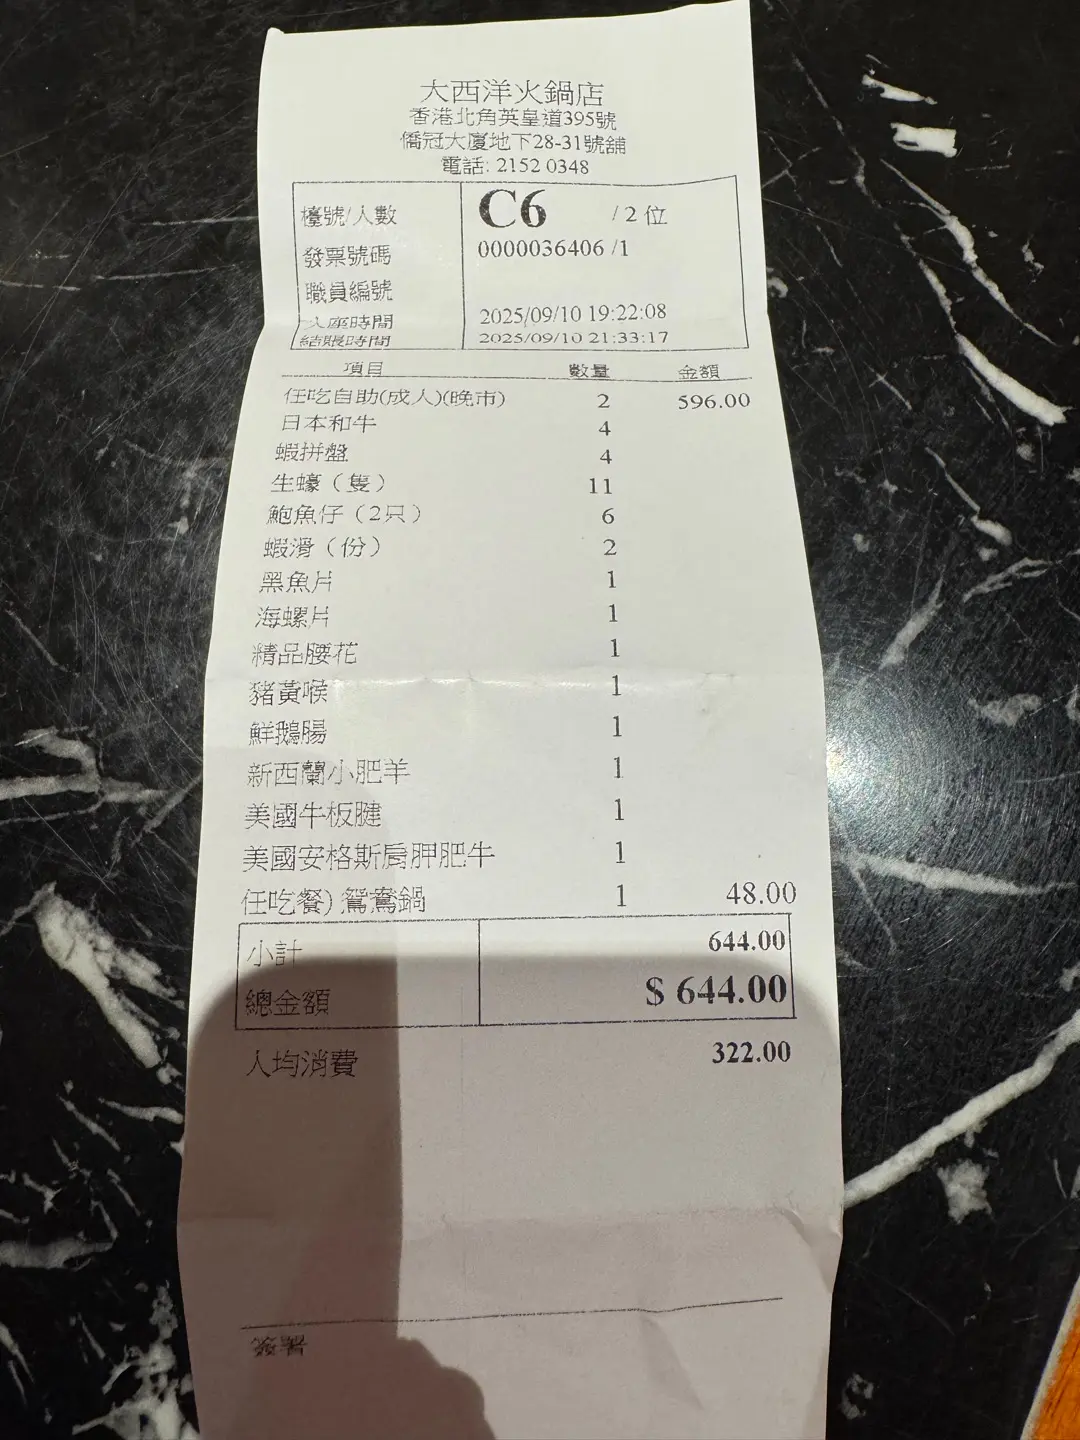 大西洋火鍋店
香港北角英皇道395號
僑冠大廈地下28-31號舖
電話: 2152 0348
檯號/人數 C6 / 2 位
發票號碼 0000036406 /1
職員編號
入座時間 2025/09/10 19:22:08
結賬時間 2025/09/10 21:33:17
項目 數量 金額
任吃自助(成人)(晚市) 2 596.00
日本和牛 4
蝦拼盤 4
生蠔（隻） 11
鮑魚仔（2只） 6
蝦滑（份） 2
黑魚片 1
海螺片 1
精品腰花 1
豬黃喉 1
鮮鵝腸 1
新西蘭小肥羊 1
美國牛板腱 1
美國安格斯肩胛肥牛 1
任吃餐) 鴛鴦鍋 1 48.00
小計 644.00
總金額 $ 644.00
人均消費 322.00
簽署